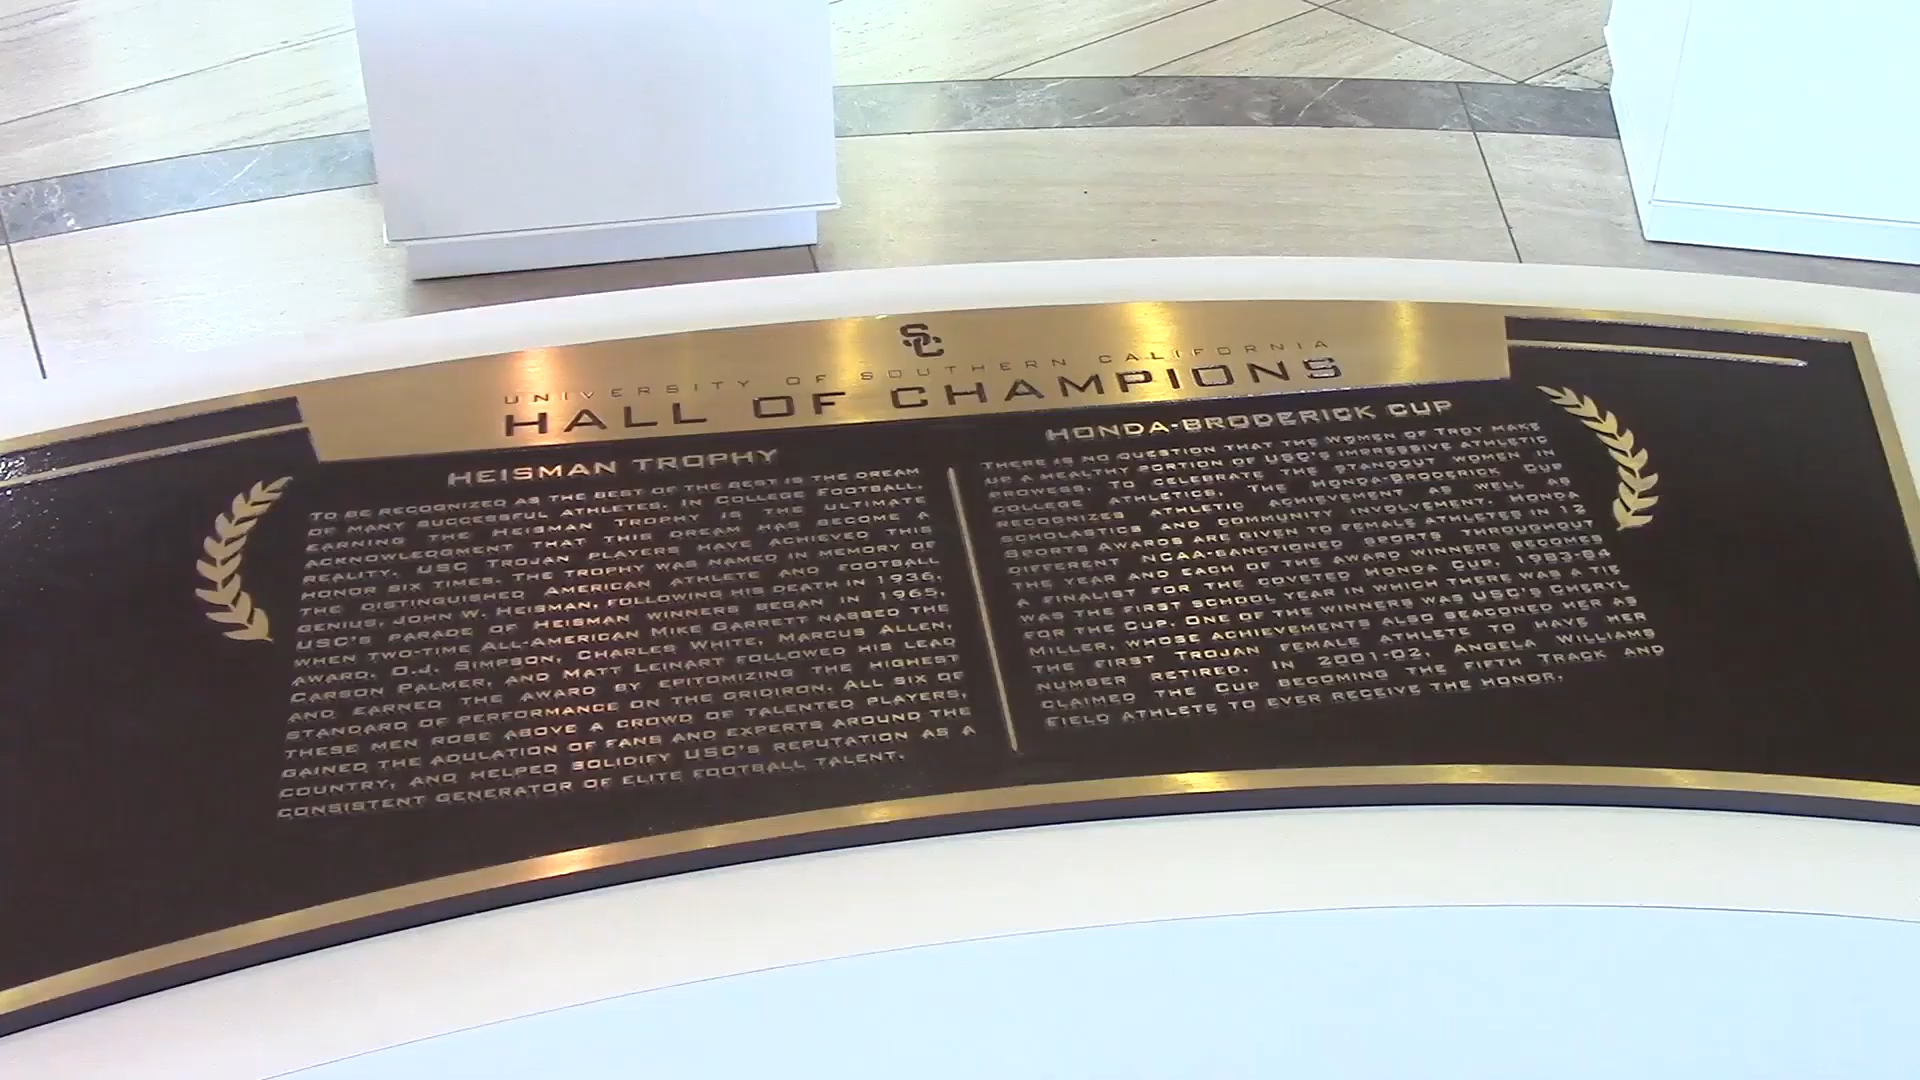 SC
UNIVERSITY OF SOUTHERN CALIFORNIA
HALL OF CHAMPIONS
HEISMAN TROPHY
TO BE RECOGNIZED AS THE BEST OF THE BEST IS THE DREAM
OF MANY SUCCESSFUL ATHLETES. IN COLLEGE FOOTBALL,
EARNING THE HEISMAN TROPHY IS THE ULTIMATE
ACKNOWLEDGMENT THAT THIS DREAM HAS BECOME A
REALITY. USC TROJAN PLAYERS HAVE ACHIEVED THIS
HONOR SIX TIMES. THE TROPHY WAS NAMED IN MEMORY OF
THE DISTINGUISHED AMERICAN ATHLETE AND FOOTBALL
GENIUS, JOHN W. HEISMAN, FOLLOWING HIS DEATH IN 1936.
USC'S PARADE OF HEISMAN WINNERS BEGAN IN 1965,
WHEN TWO-TIME ALL-AMERICAN MIKE GARRETT NABBED THE
AWARD. O.J. SIMPSON, CHARLES WHITE, MARCUS ALLEN,
CARSON PALMER, AND MATT LEINART FOLLOWED HIS LEAD
AND EARNED THE AWARD BY EPITOMIZING THE HIGHEST
STANDARD OF PERFORMANCE ON THE GRIDIRON. ALL SIX OF
THESE MEN ROSE ABOVE A CROWD OF TALENTED PLAYERS,
GAINED THE ADULATION OF FANS AND EXPERTS AROUND THE
COUNTRY, AND HELPED SOLIDIFY USC'S REPUTATION AS A
CONSISTENT GENERATOR OF ELITE FOOTBALL TALENT.
HONDA-BRODERICK CUP
THERE IS NO QUESTION THAT THE WOMEN OF TROY MAKE
UP A HEALTHY PORTION OF USC'S IMPRESSIVE ATHLETIC
PROWESS. TO CELEBRATE THE STANDOUT WOMEN IN
COLLEGE ATHLETICS, THE HONDA-BRODERICK CUP
RECOGNIZES ATHLETIC ACHIEVEMENT AS WELL AS
SCHOLASTICS AND COMMUNITY INVOLVEMENT. HONDA
SPORTS AWARDS ARE GIVEN TO FEMALE ATHLETES IN 12
DIFFERENT NCAA-SANCTIONED SPORTS THROUGHOUT
THE YEAR AND EACH OF THE AWARD WINNERS BECOMES
A FINALIST FOR THE COVETED HONDA CUP. 1983-84
WAS THE FIRST SCHOOL YEAR IN WHICH THERE WAS A TIE
FOR THE CUP. ONE OF THE WINNERS WAS USC'S CHERYL
MILLER, WHOSE ACHIEVEMENTS ALSO BEACONED HER AS
THE FIRST TROJAN FEMALE ATHLETE TO HAVE HER
NUMBER RETIRED. IN 2001-02, ANGELA WILLIAMS
CLAIMED THE CUP BECOMING THE FIFTH TRACK AND
FIELD ATHLETE TO EVER RECEIVE THE HONOR.